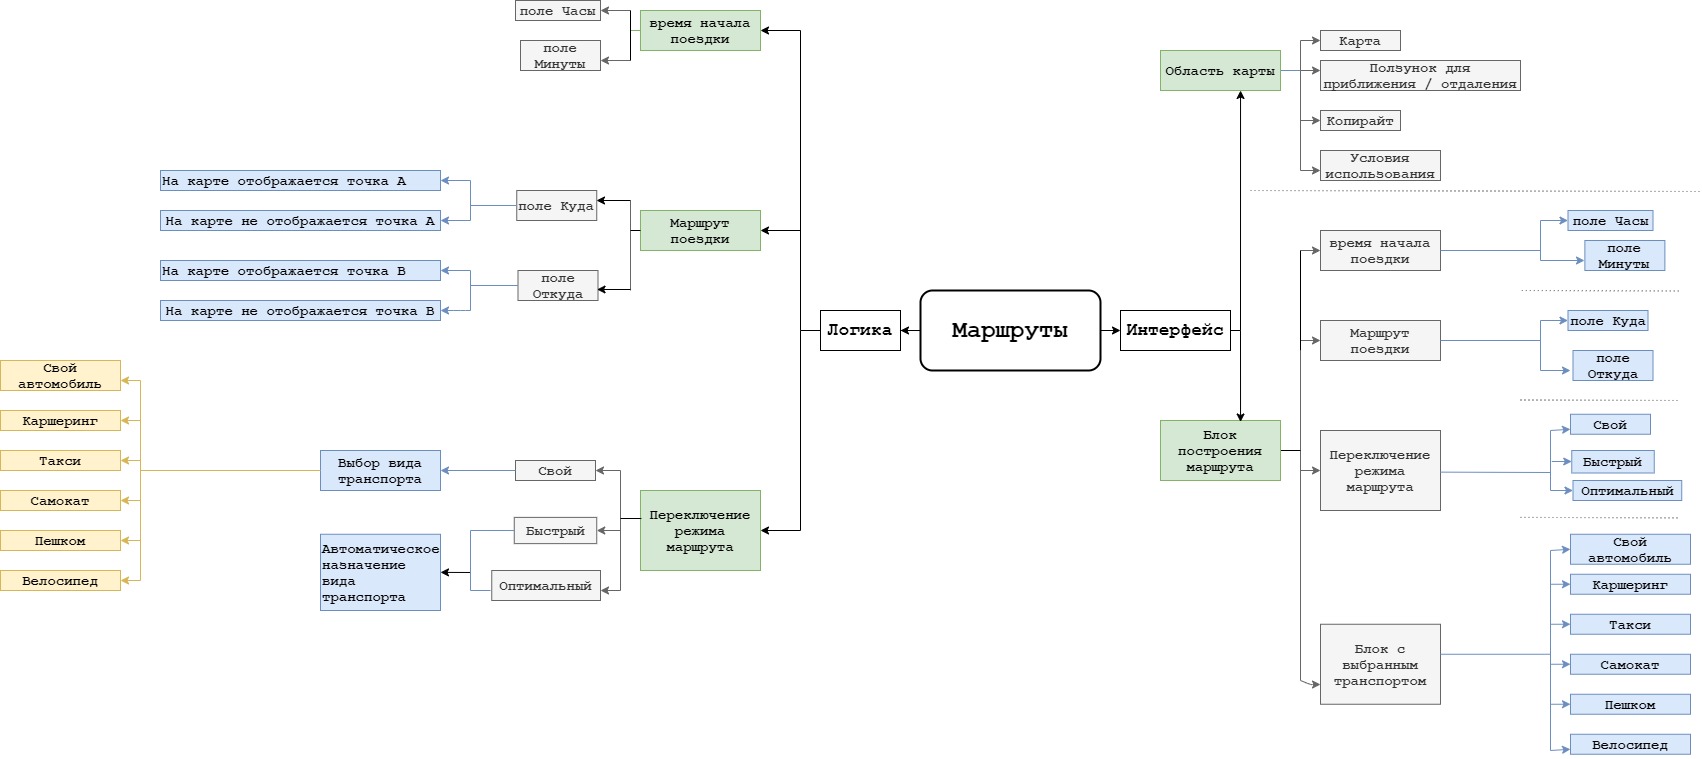 поле Часы
поле
Минуты
время начала
поездки
На карте отображается точка А
На карте не отображается точка А
поле Куда
Маршрут
поездки
На карте отображается точка В
На карте не отображается точка В
поле
Откуда
Логика
Маршруты
Интерфейс
Свой
автомобиль
Каршеринг
Такси
Самокат
Пешком
Велосипед
Выбор вида
транспорта
Свой
Быстрый
Оптимальный
Автоматическое
назначение
вида
транспорта
Переключение
режима
маршрута
Область карты
Карта
Ползунок для
приближения / отдаления
Копирайт
Условия
использования
Блок
построения
маршрута
время начала
поездки
поле Часы
поле
Минуты
Маршрут
поездки
поле Куда
поле
Откуда
Переключение
режима
маршрута
Свой
Быстрый
Оптимальный
Блок с
выбранным
транспортом
Свой
автомобиль
Каршеринг
Такси
Самокат
Пешком
Велосипед